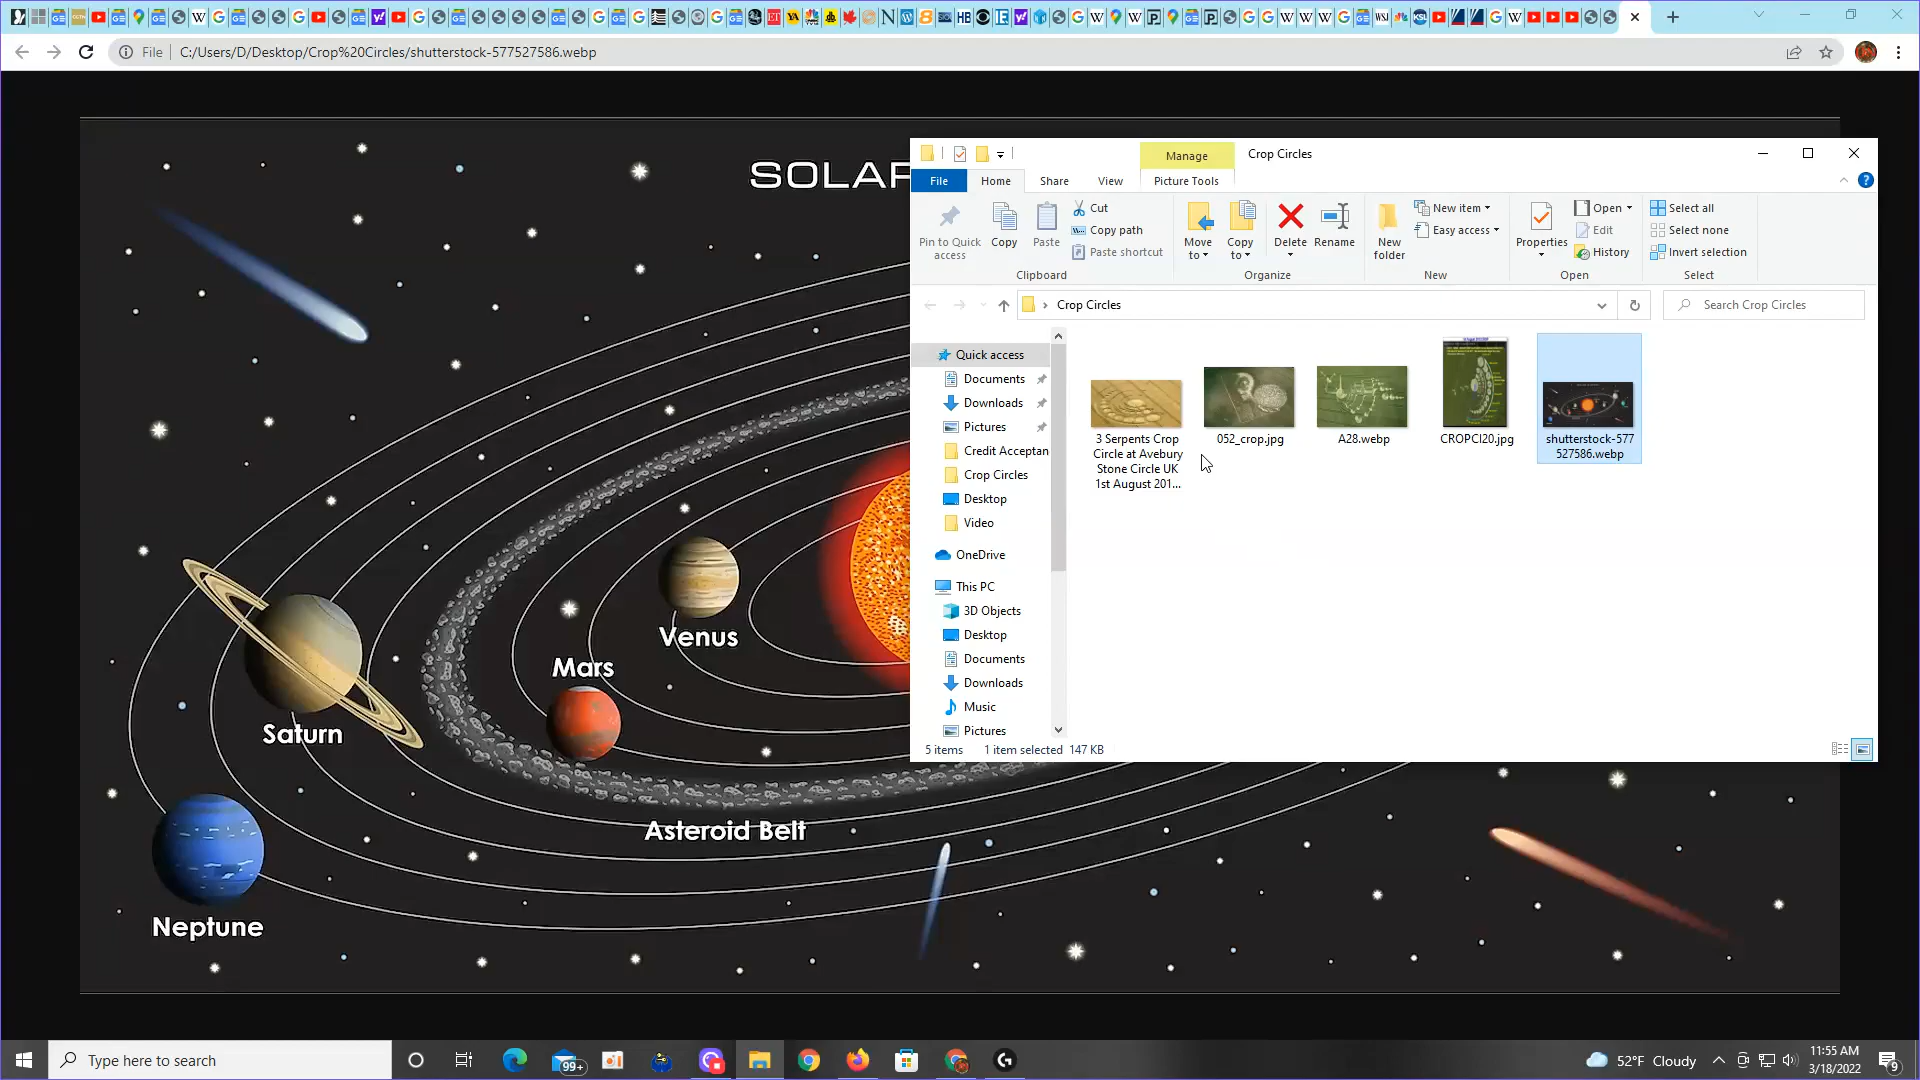 File
C:/Users/D/Desktop/Crop%20Circles/shutterstock-577527586.webp
SOLAR
Manage
Crop Circles
File
Home
Share
View
Picture Tools
Pin to Quick
access
Copy
Paste
Cut
Copy path
Paste shortcut
Clipboard
Move
to
Copy
to
Delete
Rename
Organize
New
folder
New item
Easy access
New
Properties
Open
Edit
History
Open
Select all
Select none
Invert selection
Select
Crop Circles
Search Crop Circles
Quick access
Documents
Downloads
Pictures
Credit Acceptan
Crop Circles
Desktop
Video
OneDrive
This PC
3D Objects
Desktop
Documents
Downloads
Music
Pictures
3 Serpents Crop
Circle at Avebury
Stone Circle UK
1st August 201...
052_crop.jpg
A28.webp
CROPCI20.jpg
shutterstock-577
527586.webp
5 items
1 item selected 147 KB
Venus
Mars
Saturn
Asteroid Belt
Neptune
Type here to search
99+
52°F Cloudy
11:55 AM
3/18/2022
9